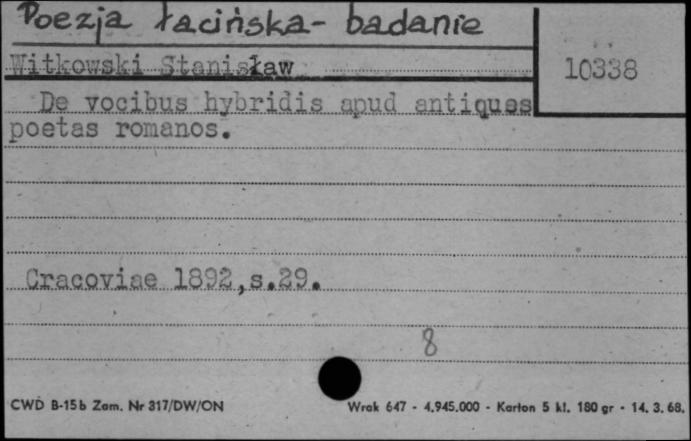 Poezja łacińska - badanie
Witkowski Stanisław
10338
De vocibus hybridis apud antiquos
poetas romanos.
Cracoviae 1892,s.29.
8
CWD B-15b Zam. Nr 317/DW/ON
Wrak 647 - 4.945.000 - Karton 5 kl. 180 gr - 14. 3. 68.